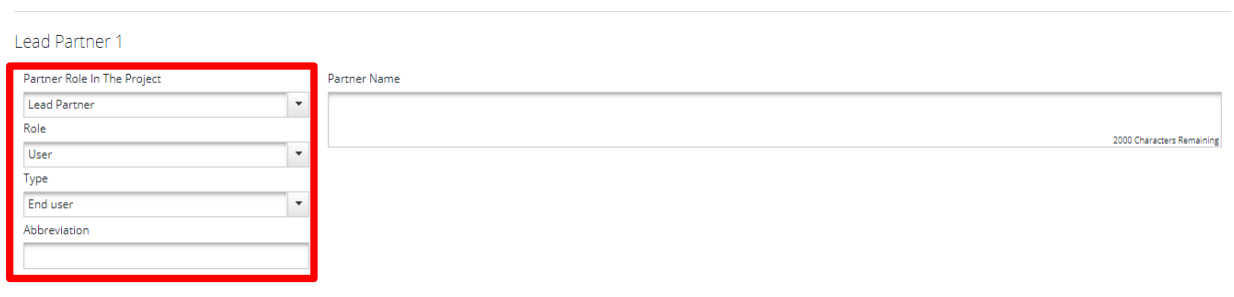 Lead Partner 1
Partner Role In The Project
Lead Partner
Role
User
Type
End user
Abbreviation
Partner Name
2000 Characters Remaining